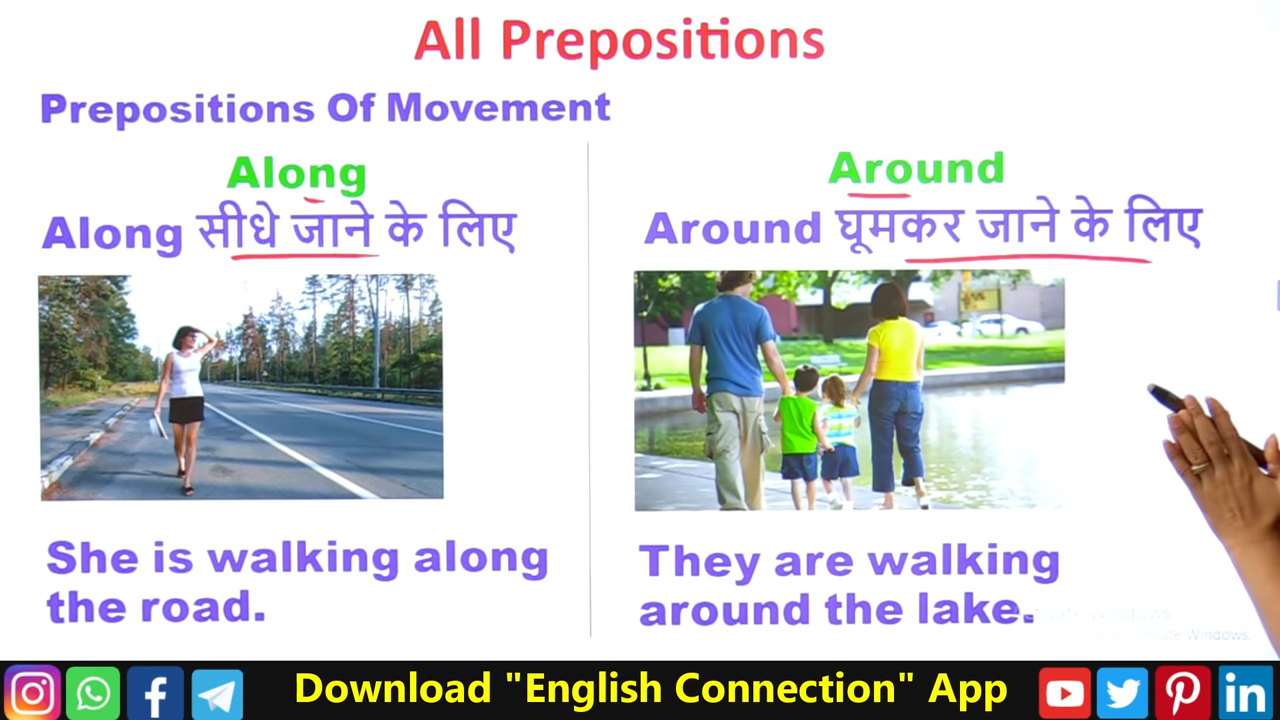 All Prepositions
Prepositions Of Movement
Along
Along सीधे जाने के लिए
She is walking along
the road.
Around
Around घूमकर जाने के लिए
They are walking
around the lake.
Download "English Connection" App